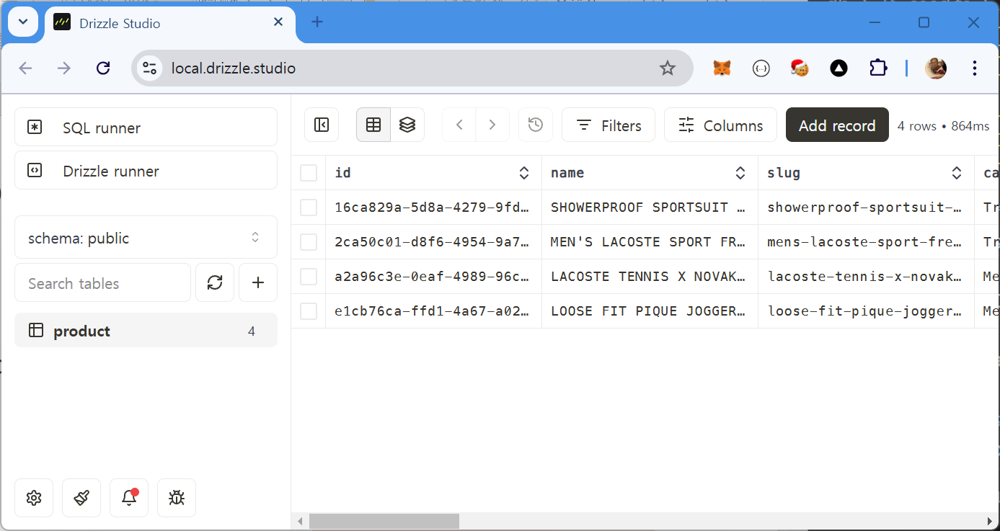 Drizzle Studio
local.drizzle.studio
SQL runner
Drizzle runner
schema: public
Search tables
product 4
Filters
Columns
Add record
4 rows • 864ms
id name slug ca
16ca829a-5d8a-4279-9fd… SHOWERPROOF SPORTSUIT … showerproof-sportsuit-… Tr
2ca50c01-d8f6-4954-9a7… MEN'S LACOSTE SPORT FR… mens-lacoste-sport-fre… Tr
a2a96c3e-0eaf-4989-96c… LACOSTE TENNIS X NOVAK… lacoste-tennis-x-novak… Me
e1cb76ca-ffd1-4a67-a02… LOOSE FIT PIQUE JOGGER… loose-fit-pique-jogger… Me